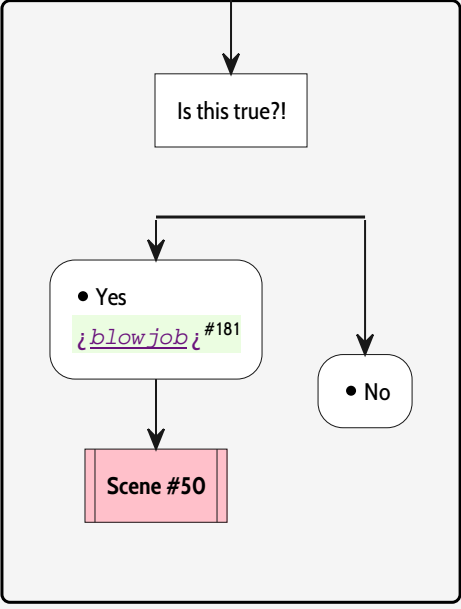 Is this true?!
• Yes
¿blowjob¿#181
• No
Scene #50